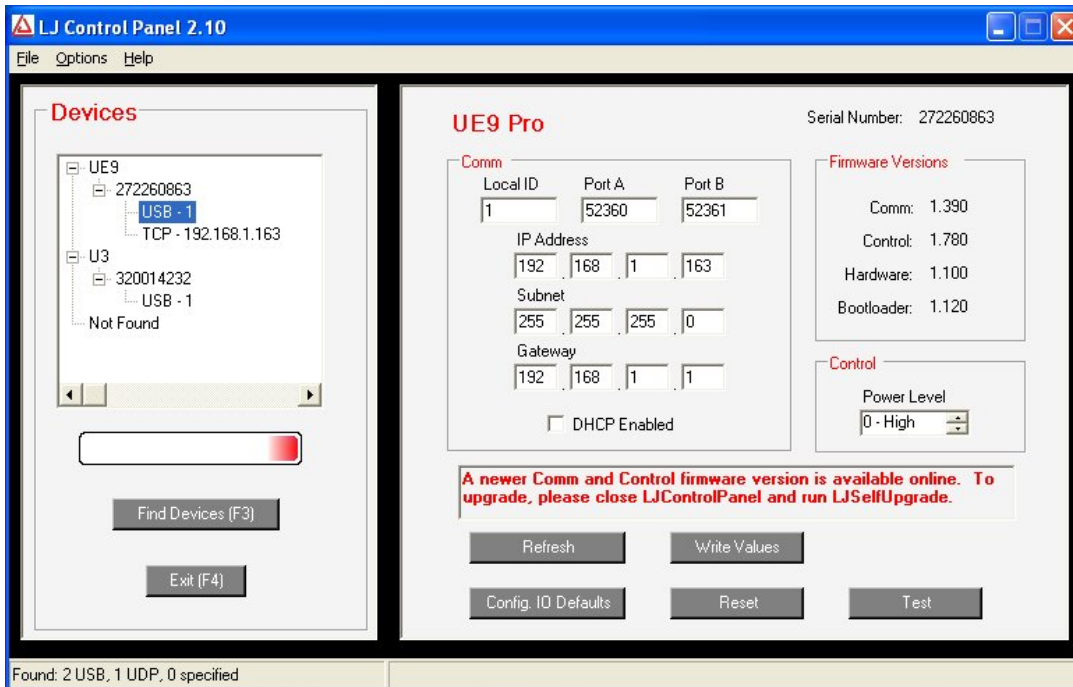 LJ Control Panel 2.10
File Options Help
Devices
UE9
272260863
USB - 1
TCP - 192.168.1.163
U3
320014232
USB - 1
Not Found
Find Devices (F3)
Exit (F4)
UE9 Pro
Serial Number: 272260863
Comm
Local ID Port A Port B
1 52360 52361
IP Address
192 . 168 . 1 . 163
Subnet
255 . 255 . 255 . 0
Gateway
192 . 168 . 1 . 1
DHCP Enabled
Firmware Versions
Comm: 1.390
Control: 1.780
Hardware: 1.100
Bootloader: 1.120
Control
Power Level
0 - High
A newer Comm and Control firmware version is available online. To
upgrade, please close LJControlPanel and run LJSelfUpgrade.
Refresh Write Values
Config. IO Defaults Reset Test
Found: 2 USB, 1 UDP, 0 specified